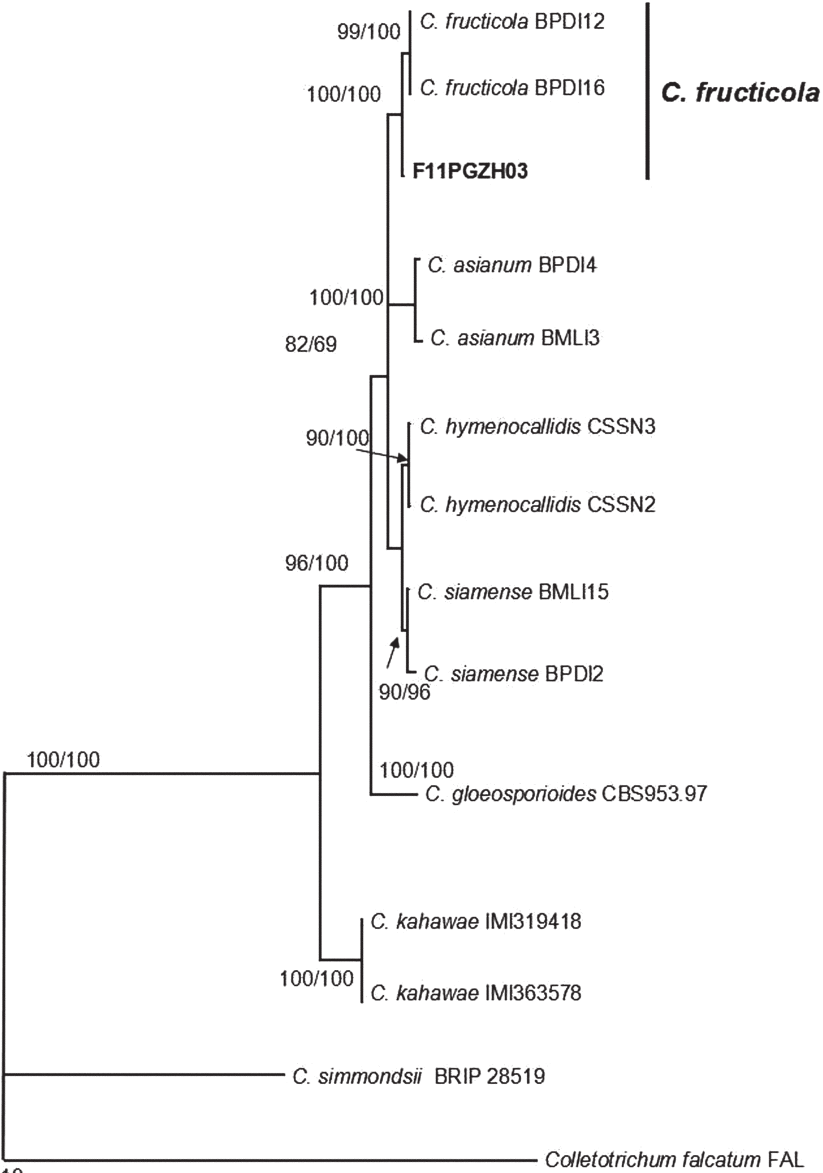 C. fructicola BPDI12
99/100
C. fructicola BPDI16
100/100
C. fructicola
F11PGZH03
C. asianum BPDI4
100/100
C. asianum BMLI3
82/69
C. hymenocallidis CSSN3
90/100
C. hymenocallidis CSSN2
96/100
C. siamense BMLI15
C. siamense BPDI2
90/96
100/100
100/100
C. gloeosporioides CBS953.97
C. kahawae IMI319418
100/100
C. kahawae IMI363578
C. simmondsii BRIP 28519
Colletotrichum falcatum FAL